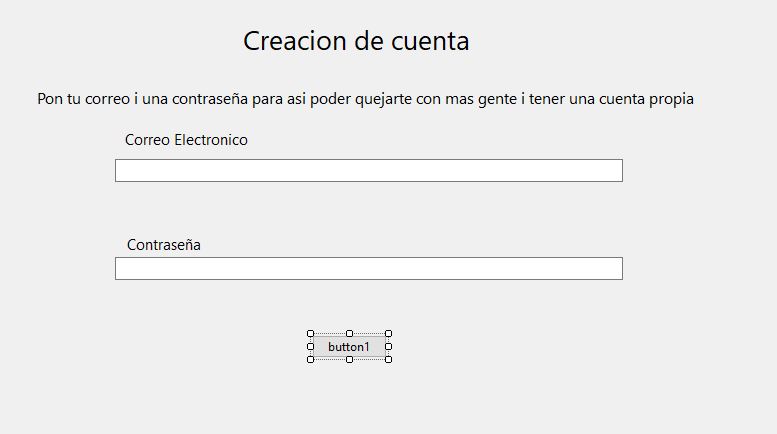 Creacion de cuenta
Pon tu correo i una contraseña para asi poder quejarte con mas gente i tener una cuenta propia
Correo Electronico
Contraseña
button1